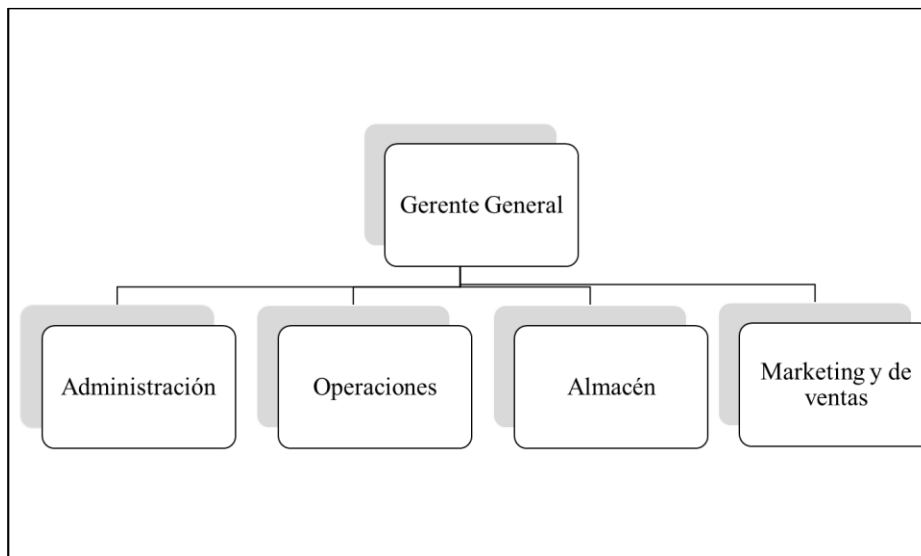 Gerente General
Administración
Operaciones
Almacén
Marketing y de
ventas